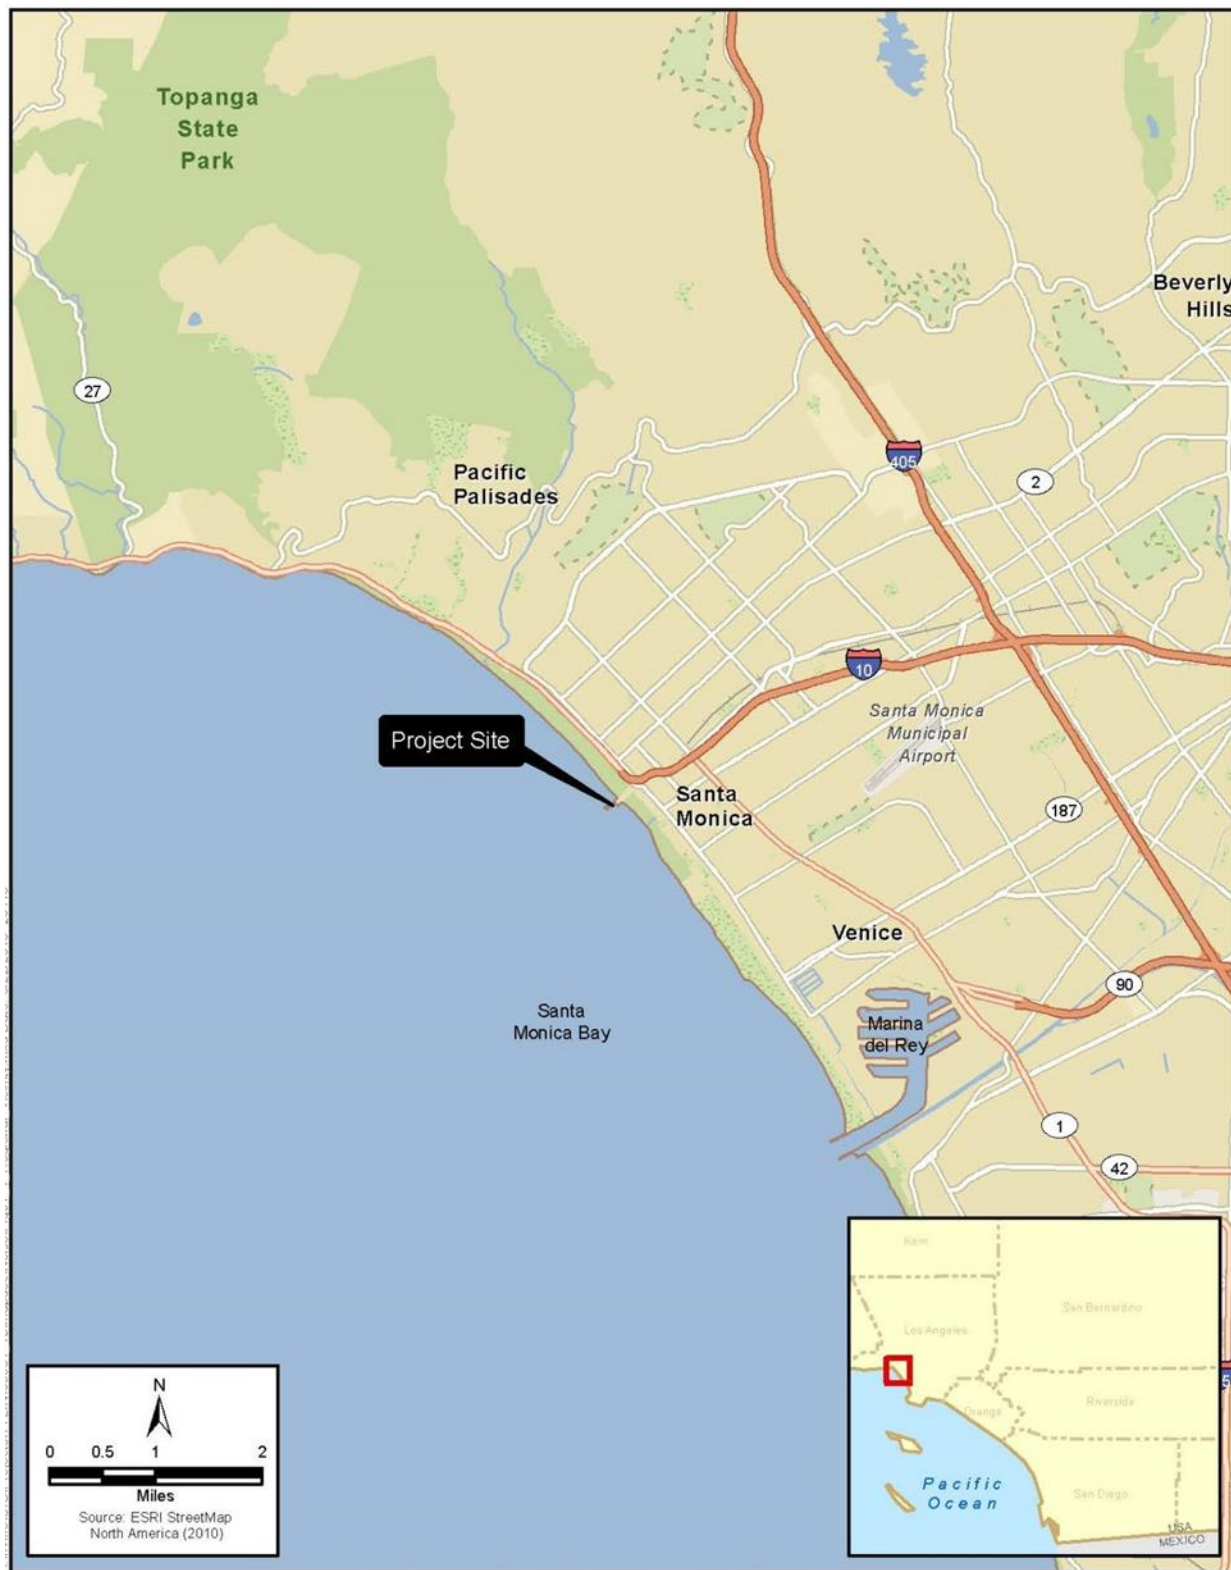 Topanga
State
Park
Beverly
Hills
27
405
2
Pacific
Palisades
10
Santa Monica
Municipal
Airport
Project Site
Santa
Monica
187
Venice
90
Santa
Monica Bay
Marina
del Rey
1
42
Kern
San Bernardino
Los Angeles
Orange
Riverside
San Diego
Pacific
Ocean
USA
MEXICO
5
N
0 0.5 1 2
Miles
Source: ESRI StreetMap
North America (2010)